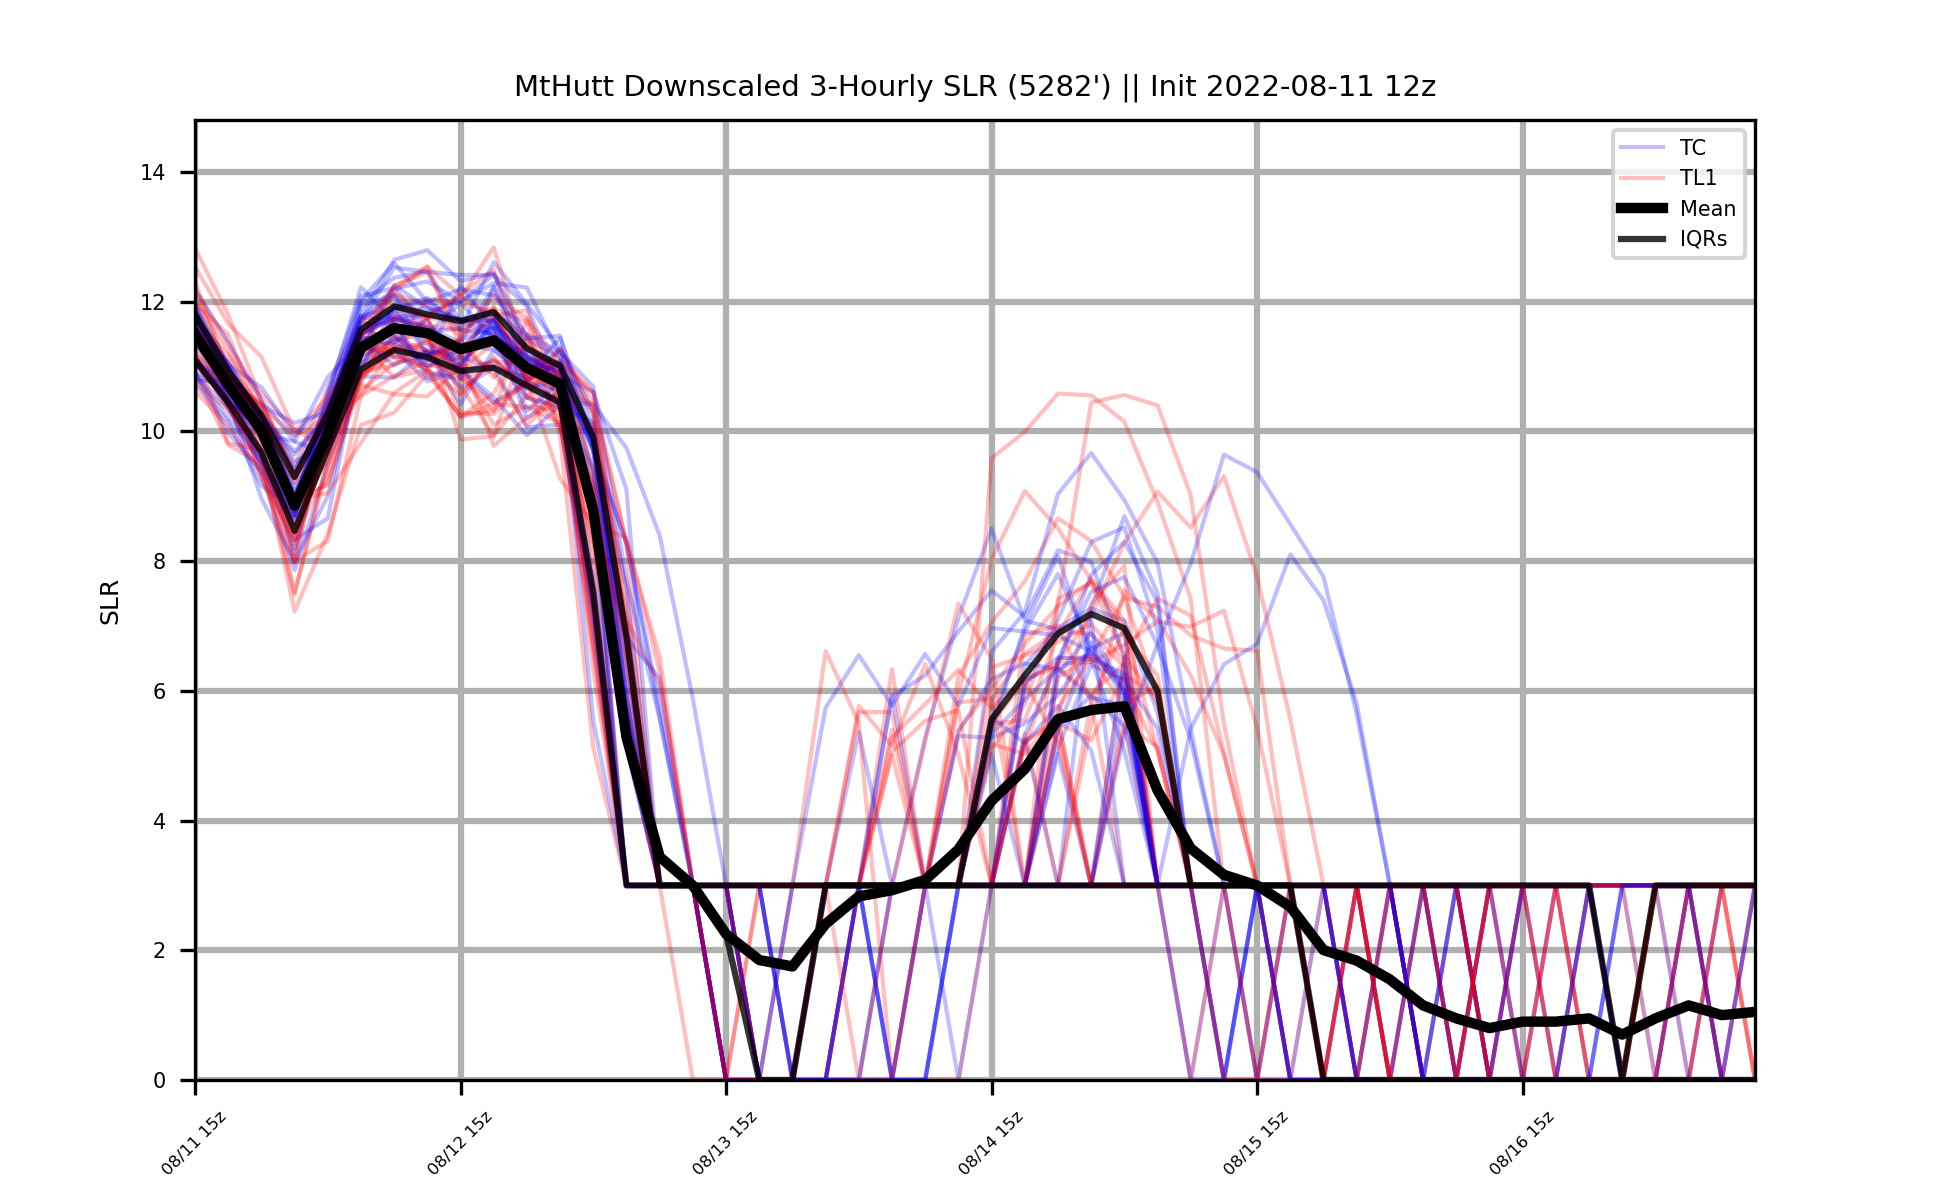 MtHutt Downscaled 3-Hourly SLR (5282') || Init 2022-08-11 12z
TC
TL1
Mean
IQRs
SLR
14
12
10
8
6
4
2
0
08/11 15z
08/12 15z
08/13 15z
08/14 15z
08/15 15z
08/16 15z